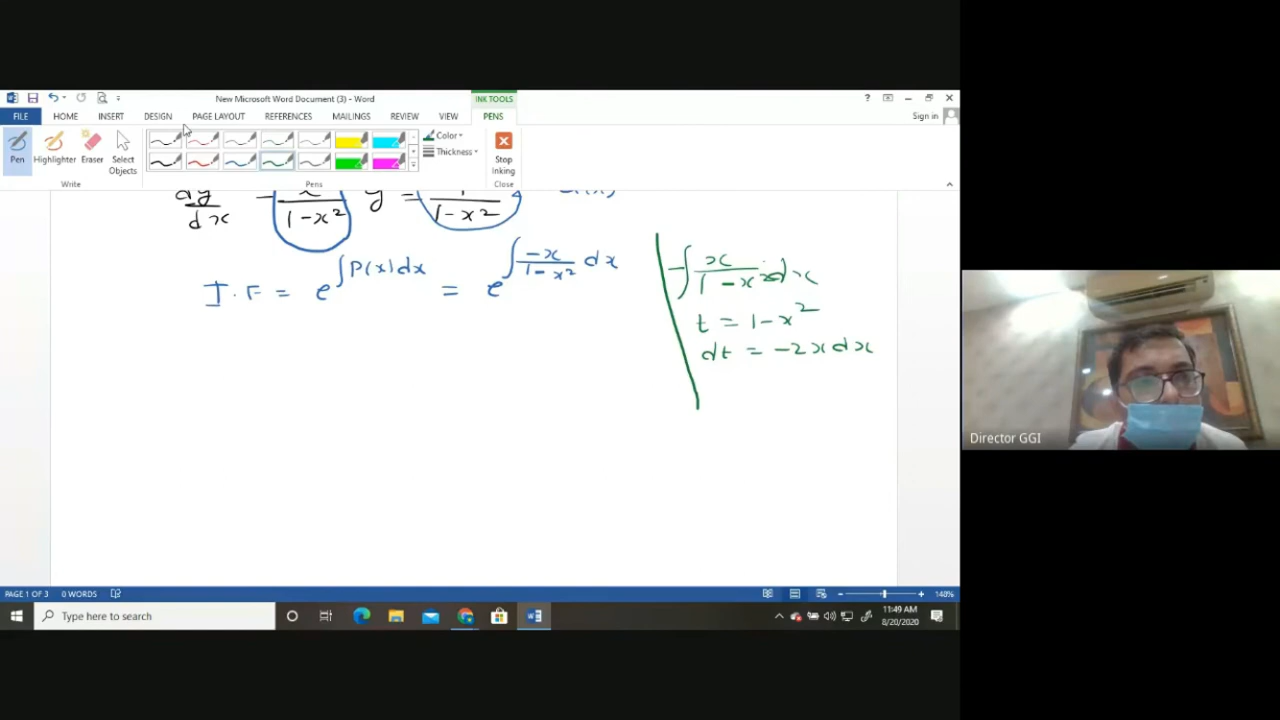 New Microsoft Word Document (3) - Word
INK TOOLS
Sign in
FILE HOME INSERT DESIGN PAGE LAYOUT REFERENCES MAILINGS REVIEW VIEW PENS
Pen Highlighter Eraser Select Objects
Color
Thickness
Stop Inking
Write Pens Close
dy/dx - x/(1-x²) y = 1/(1-x²)
I.F = e^∫P(x)dx = e^∫ -x/(1-x²) dx
-∫ x/(1-x²) dx
t = 1-x²
dt = -2x dx
Director GGI
PAGE 1 OF 3 0 WORDS 148%
Type here to search
11:49 AM
8/20/2020